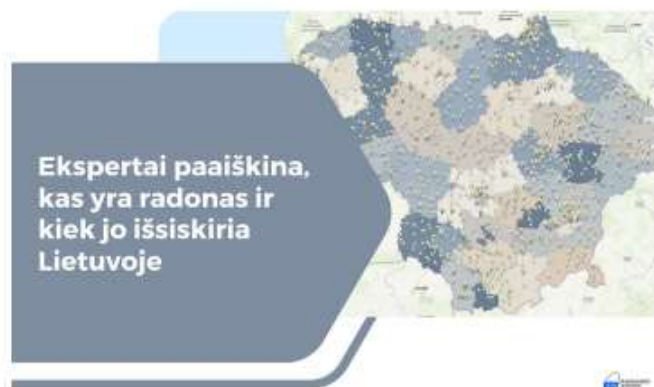 Ekspertai paaiškina,
kas yra radonas ir
kiek jo išsiskiria
Lietuvoje